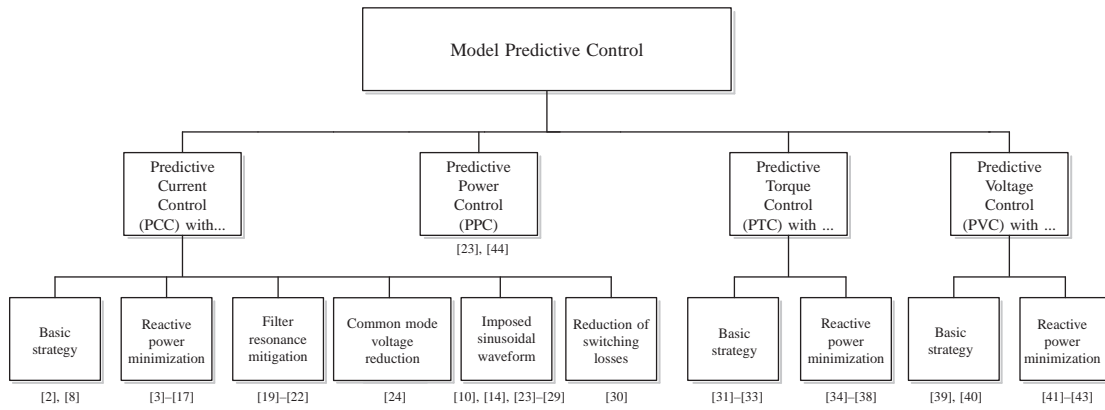 Model Predictive Control
Predictive
Current
Control
(PCC) with...
Predictive
Power
Control
(PPC)
[23], [44]
Predictive
Torque
Control
(PTC) with ...
Predictive
Voltage
Control
(PVC) with ...
Basic
strategy
[2], [8]
Reactive
power
minimization
[3]–[17]
Filter
resonance
mitigation
[19]–[22]
Common mode
voltage
reduction
[24]
Imposed
sinusoidal
waveform
[10], [14], [23]–[29]
Reduction of
switching
losses
[30]
Basic
strategy
[31]–[33]
Reactive
power
minimization
[34]–[38]
Basic
strategy
[39], [40]
Reactive
power
minimization
[41]–[43]